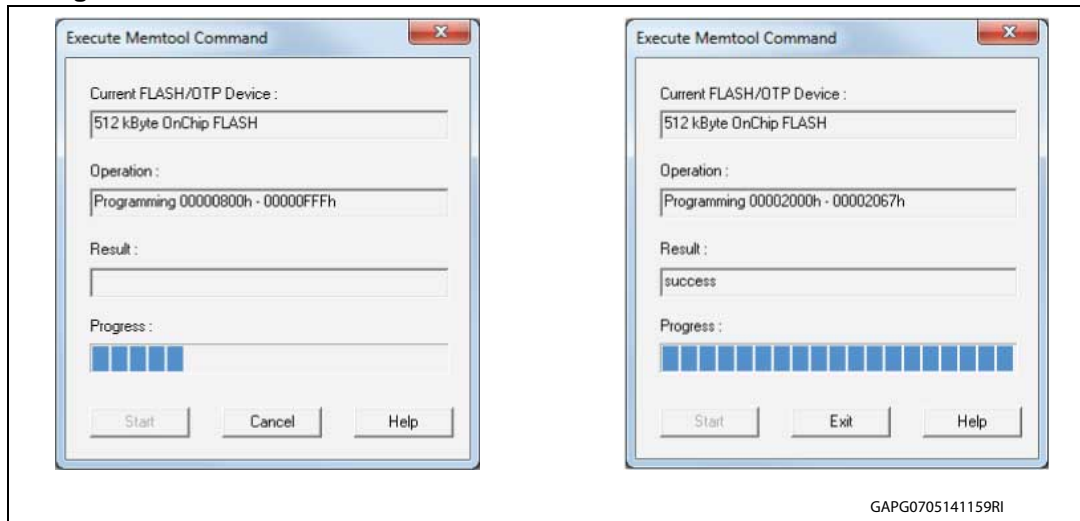 Execute Memtool Command
Current FLASH/OTP Device :
512 kByte OnChip FLASH
Operation :
Programming 00000800h - 00000FFFh
Result :
Progress :
Start
Cancel
Help
Execute Memtool Command
Current FLASH/OTP Device :
512 kByte OnChip FLASH
Operation :
Programming 00002000h - 00002067h
Result :
success
Progress :
Start
Exit
Help
GAPG0705141159RI